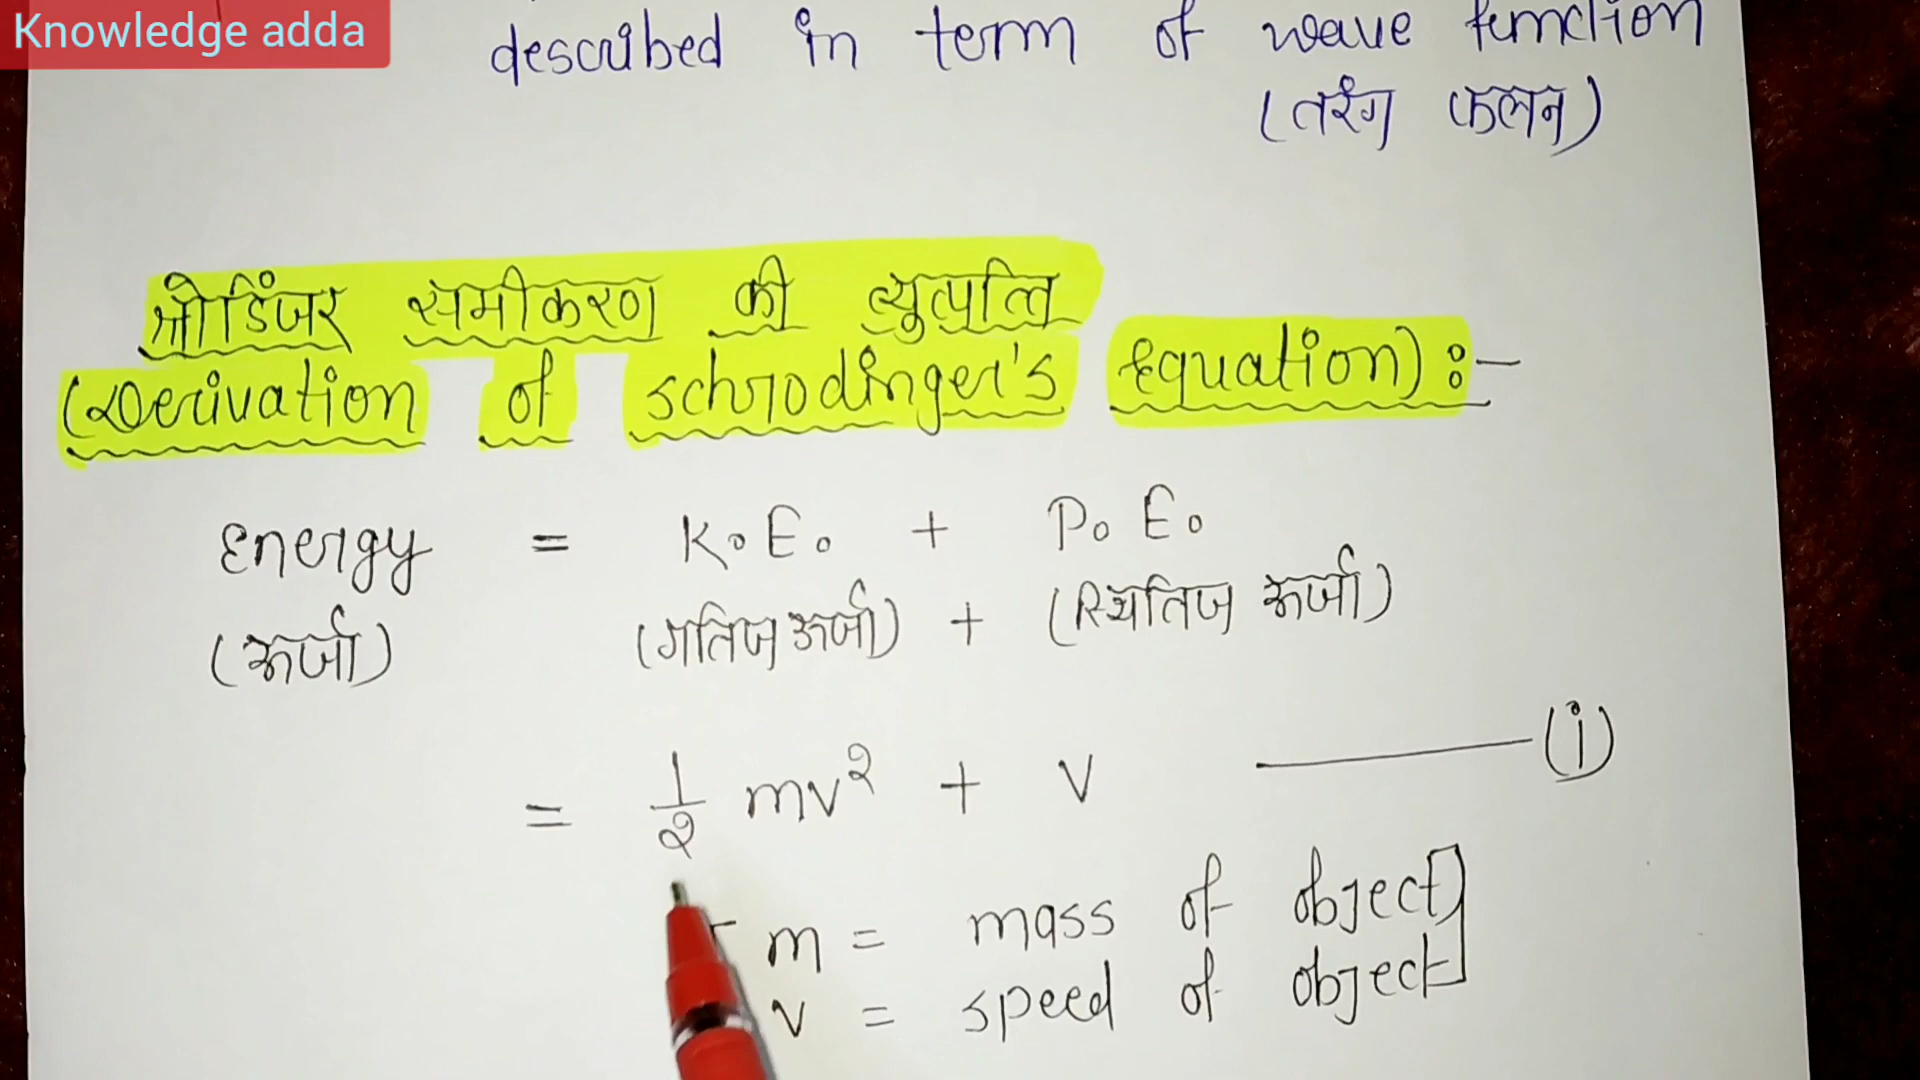 Knowledge adda
described in term of wave function
(तरंग फलन)
श्रोडिंजर समीकरण की व्युत्पत्ति
(Derivation of schrodinger's Equation) :-
Energy = K.E. + P.E.
(ऊर्जा) (गतिज ऊर्जा) + (स्थितिज ऊर्जा)
= 1/2 mv² + V (i)
m = mass of object
v = speed of object